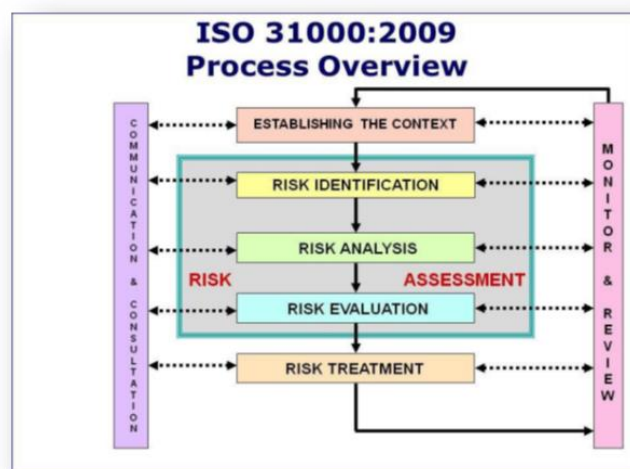 ISO 31000:2009
Process Overview
COMMUNICATION & CONSULTATION
ESTABLISHING THE CONTEXT
RISK IDENTIFICATION
RISK ANALYSIS
RISK ASSESSMENT
RISK EVALUATION
RISK TREATMENT
MONITOR & REVIEW